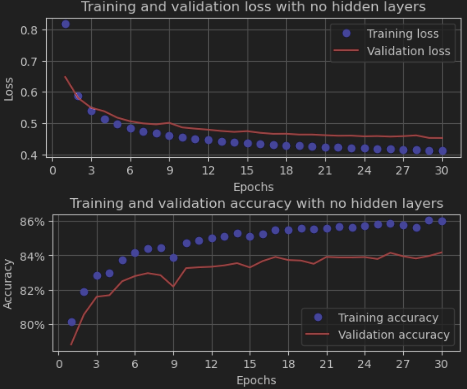 Training and validation loss with no hidden layers
Training loss
Validation loss
Loss
0.8
0.7
0.6
0.5
0.4
0 3 6 9 12 15 18 21 24 27 30
Epochs
Training and validation accuracy with no hidden layers
86%
84%
82%
80%
Accuracy
Training accuracy
Validation accuracy
0 3 6 9 12 15 18 21 24 27 30
Epochs